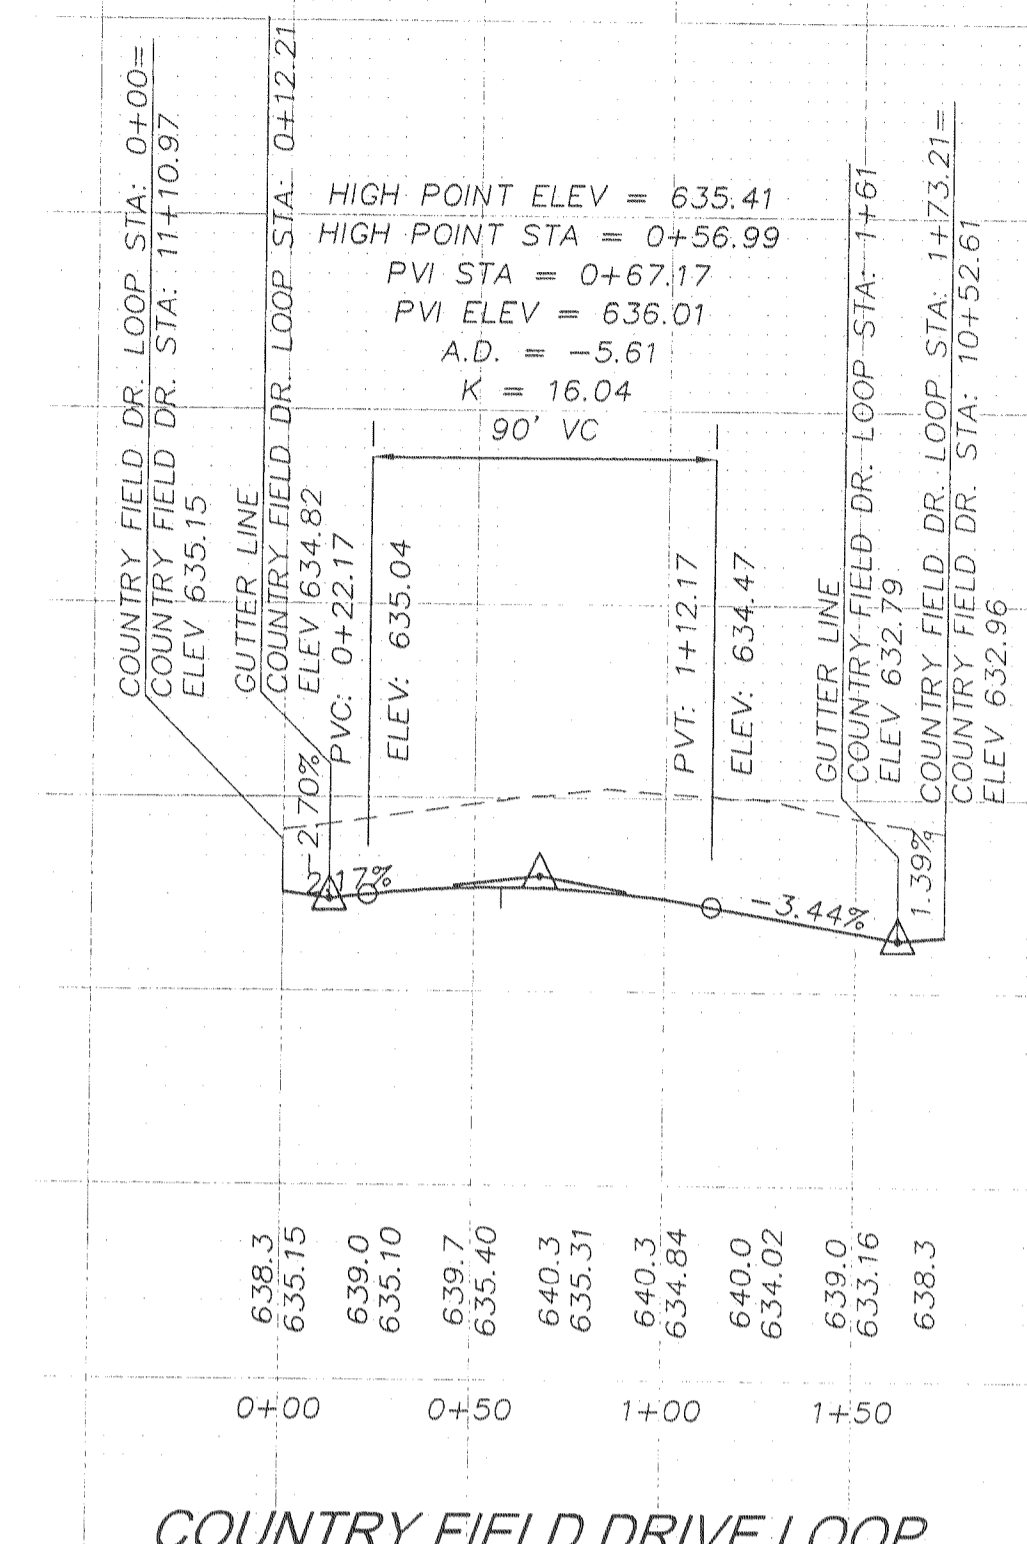 COUNTRY FIELD DR. LOOP STA: 0+00=
COUNTRY FIELD DR. STA: 11+10.97
ELEV 635.15
GUTTER LINE
COUNTRY FIELD DR. LOOP STA: 0+12.21
ELEV 634.82
HIGH POINT ELEV = 635.41
HIGH POINT STA = 0+56.99
PVI STA = 0+67.17
PVI ELEV = 636.01
A.D. = -5.61
K = 16.04
90' VC
PVC: 0+22.17
ELEV: 635.04
PVT: 1+12.17
ELEV: 634.47
GUTTER LINE
COUNTRY FIELD DR. LOOP STA: 1+61
ELEV 632.79
COUNTRY FIELD DR. LOOP STA: 1+73.21=
COUNTRY FIELD DR. STA: 10+52.61
ELEV 632.96
-2.70%
2.17%
-3.44%
1.39%
638.3
635.15
639.0
635.10
639.7
635.40
640.3
635.31
640.3
634.84
640.0
634.02
639.0
633.16
638.3
0+00
0+50
1+00
1+50
COUNTRY FIELD DRIVE LOOP